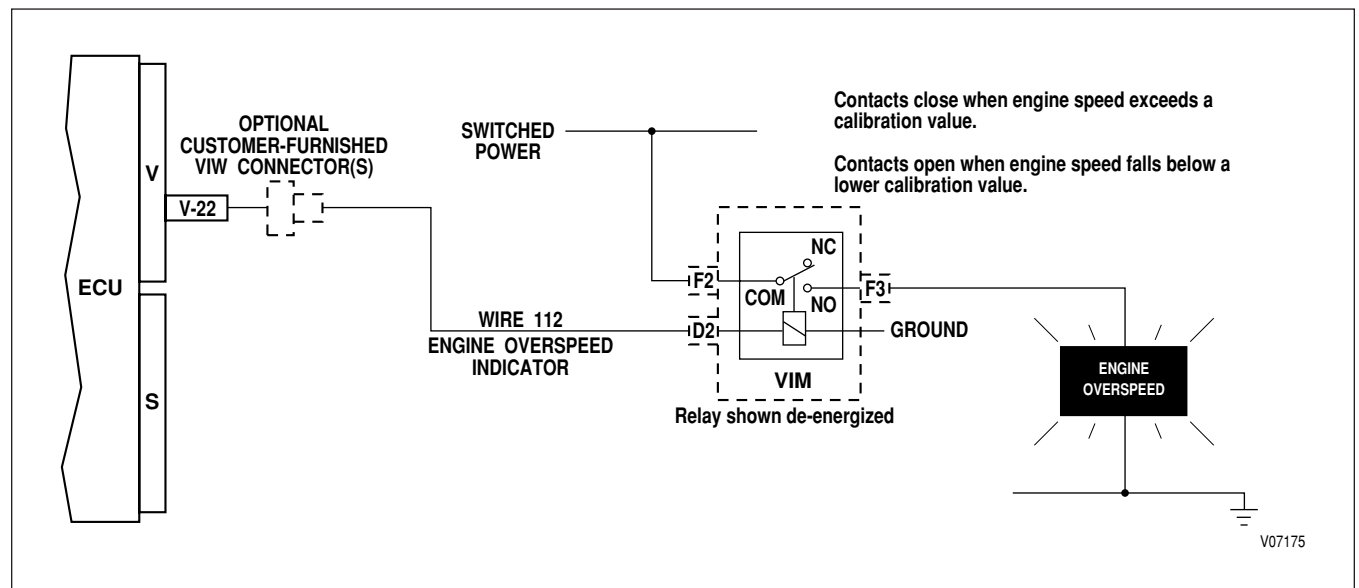 OPTIONAL
CUSTOMER-FURNISHED
VIW CONNECTOR(S)
SWITCHED
POWER
Contacts close when engine speed exceeds a
calibration value.
Contacts open when engine speed falls below a
lower calibration value.
V
V-22
ECU
S
WIRE 112
ENGINE OVERSPEED
INDICATOR
F2
D2
COM
NC
NO
F3
GROUND
VIM
Relay shown de-energized
ENGINE
OVERSPEED
V07175